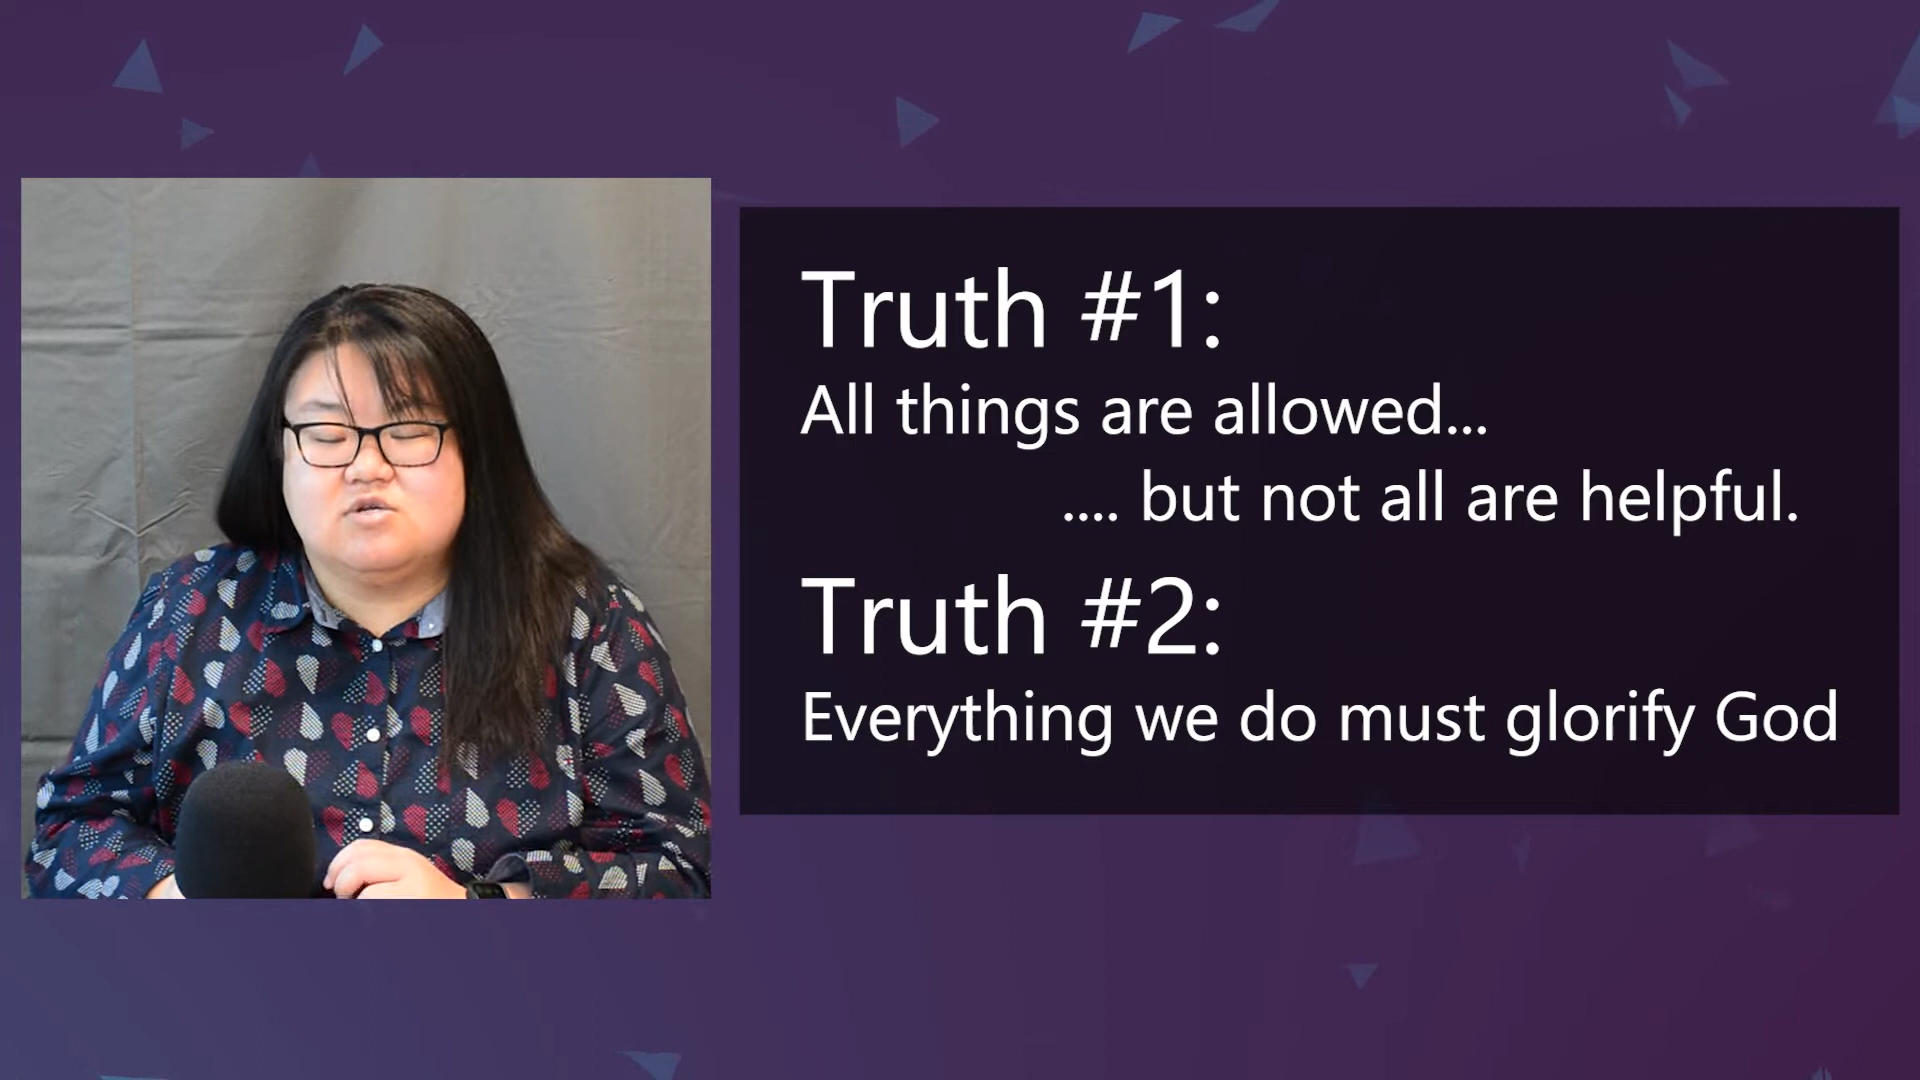 Truth #1:
All things are allowed...
.... but not all are helpful.
Truth #2:
Everything we do must glorify God